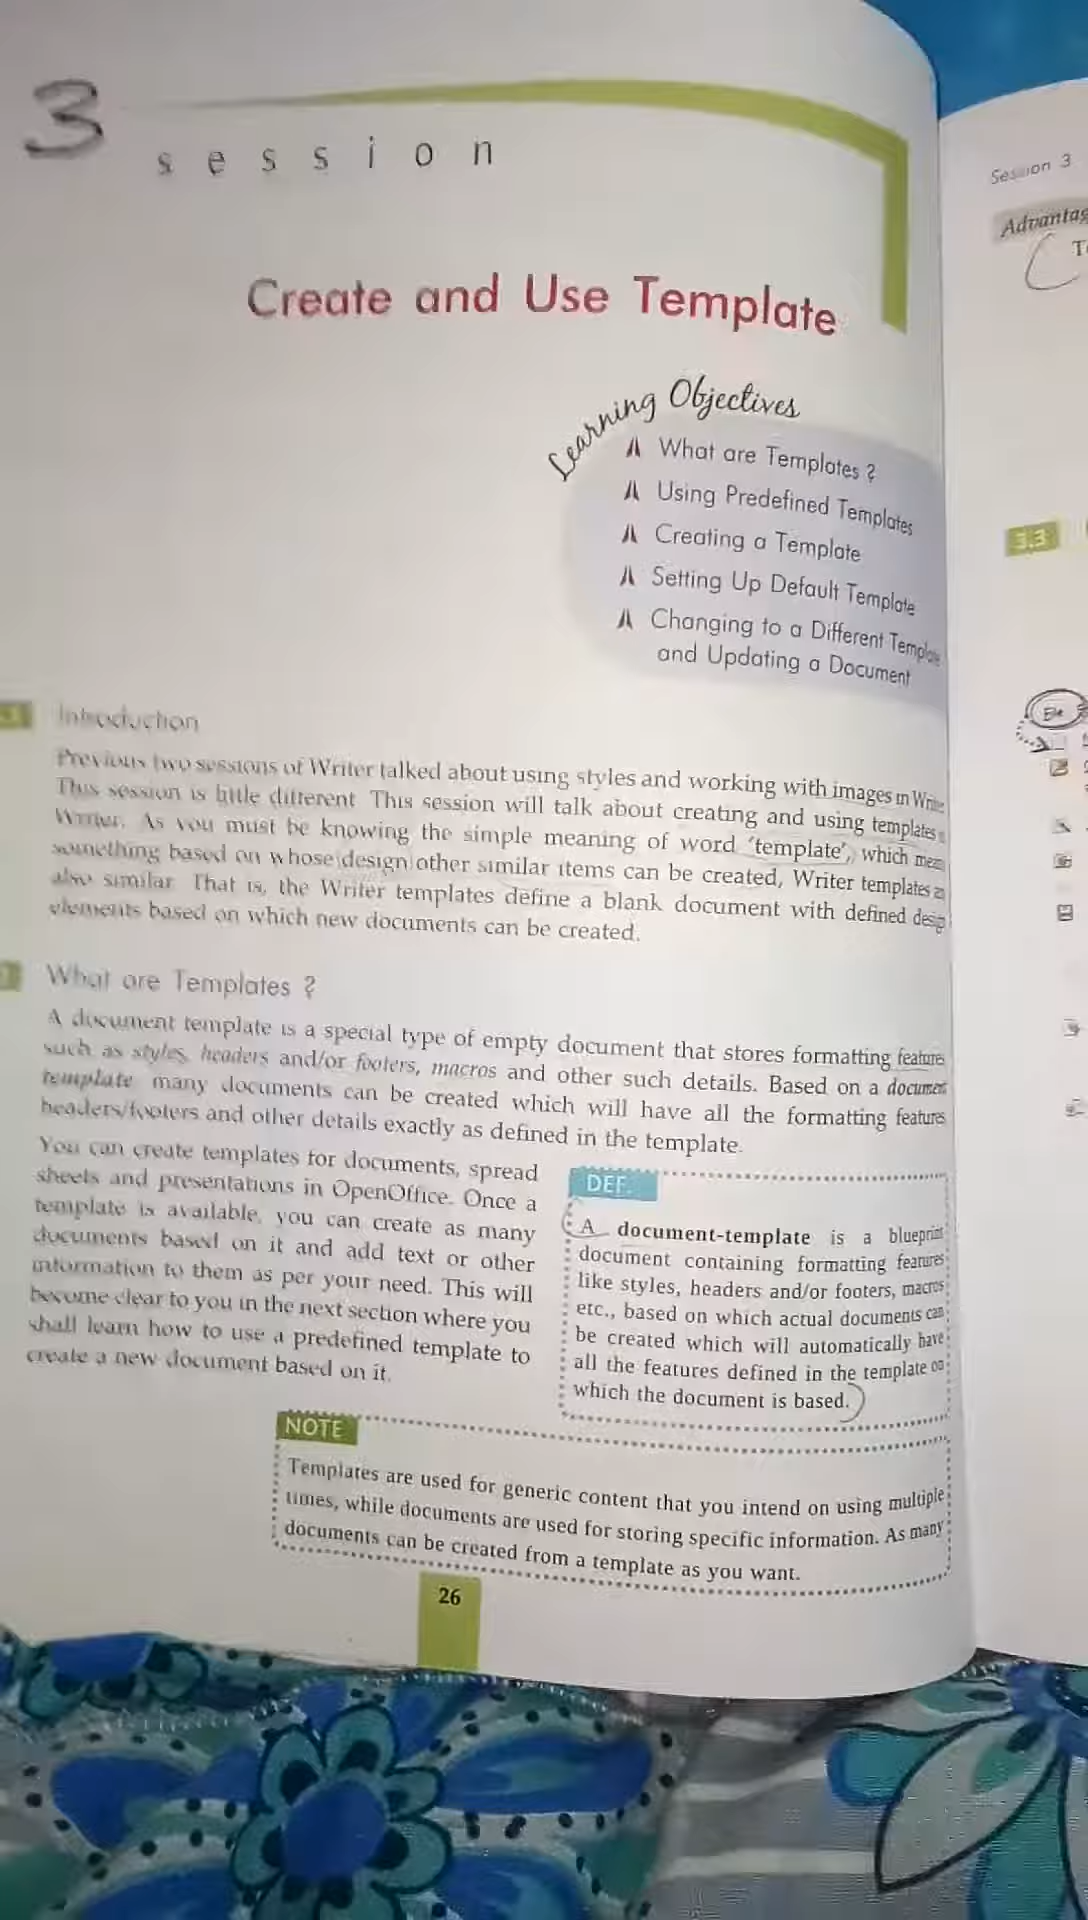 3
session
Create and Use Template
Learning Objectives
What are Templates ?
Using Predefined Templates
Creating a Template
Setting Up Default Template
Changing to a Different Template
and Updating a Document
Introduction
Previous two sessions of Writer talked about using styles and working with images in Write
This session is little different This session will talk about creating and using templates
Writer. As you must be knowing the simple meaning of word 'template', which mean
something based on whose design other similar items can be created, Writer templates
also similar. That is, the Writer templates define a blank document with defined design
elements based on which new documents can be created.
What are Templates ?
A document template is a special type of empty document that stores formatting features
such as styles, headers and/or footers, macros and other such details. Based on a document
template many documents can be created which will have all the formatting features
headers/footers and other details exactly as defined in the template.
You can create templates for documents, spread
sheets and presentations in OpenOffice. Once a
template is available, you can create as many
documents based on it and add text or other
information to them as per your need. This will
become clear to you in the next section where you
shall learn how to use a predefined template to
create a new document based on it.
DEF.
A document-template is a blueprint
document containing formatting features
like styles, headers and/or footers, macros
etc., based on which actual documents can
be created which will automatically have
all the features defined in the template on
which the document is based.
NOTE
Templates are used for generic content that you intend on using multiple
times, while documents are used for storing specific information. As many
documents can be created from a template as you want.
26
Session 3
Advantag
3.3